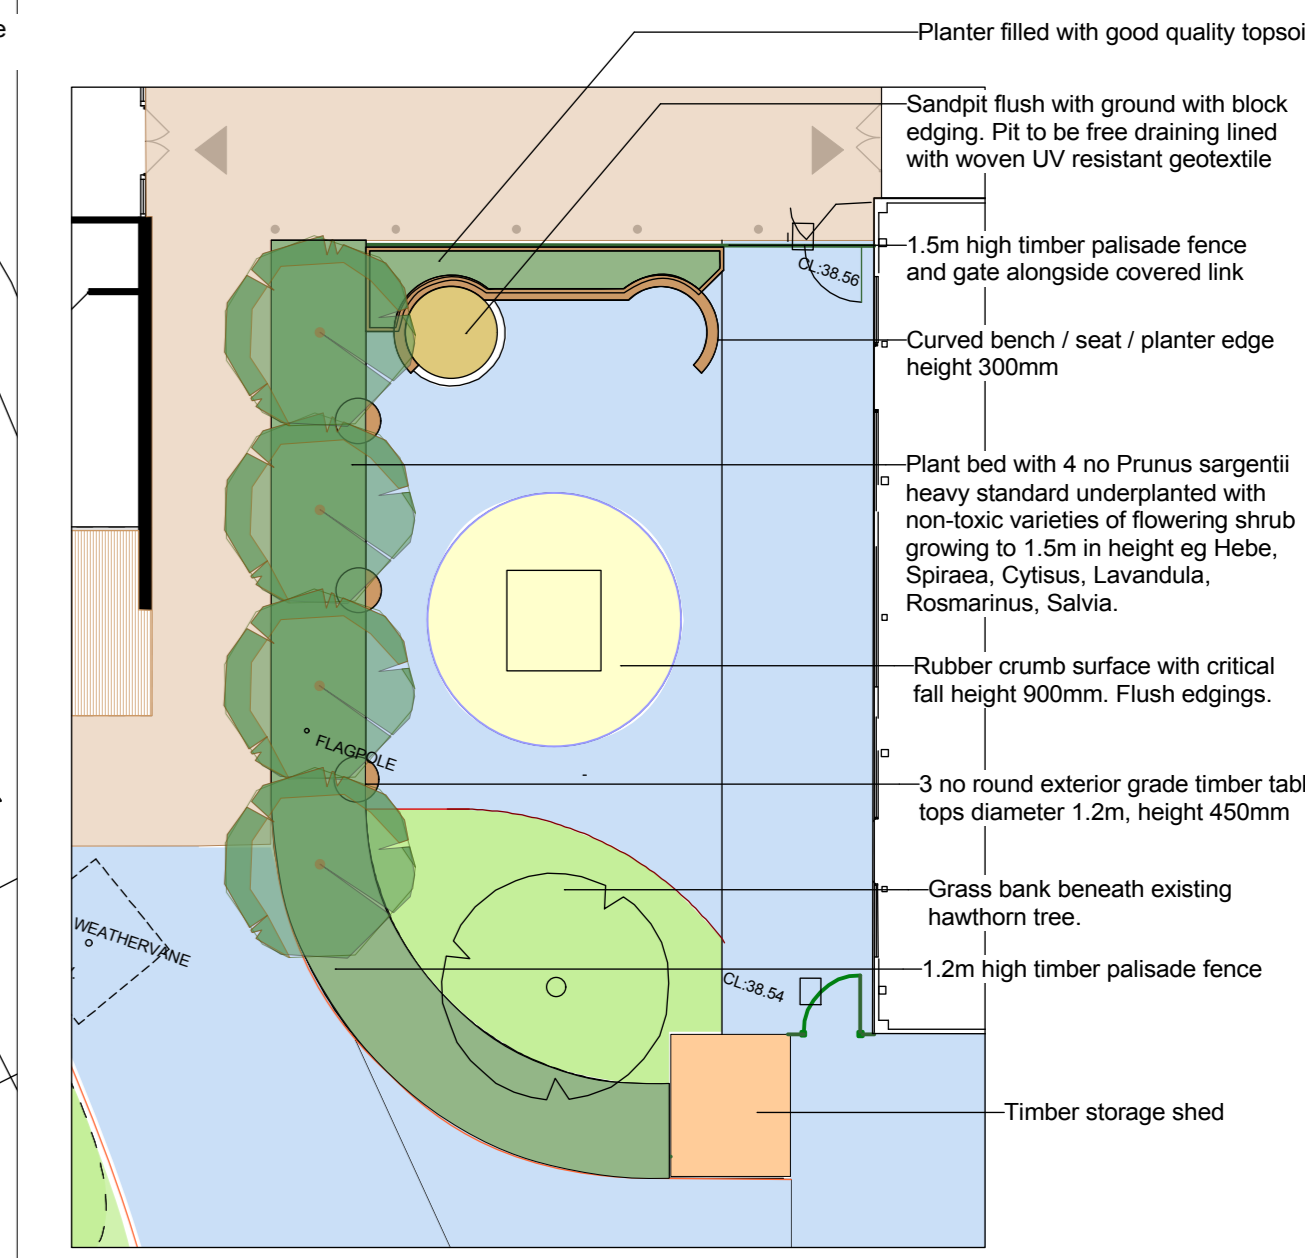 e
Planter filled with good quality topsoi
Sandpit flush with ground with block
edging. Pit to be free draining lined
with woven UV resistant geotextile
1.5m high timber palisade fence
and gate alongside covered link
CL:38.56
Curved bench / seat / planter edge
height 300mm
Plant bed with 4 no Prunus sargentii
heavy standard underplanted with
non-toxic varieties of flowering shrub
growing to 1.5m in height eg Hebe,
Spiraea, Cytisus, Lavandula,
Rosmarinus, Salvia.
Rubber crumb surface with critical
fall height 900mm. Flush edgings.
FLAGPOLE
3 no round exterior grade timber tabl
tops diameter 1.2m, height 450mm
Grass bank beneath existing
hawthorn tree.
WEATHERVANE
1.2m high timber palisade fence
CL:38.54
Timber storage shed